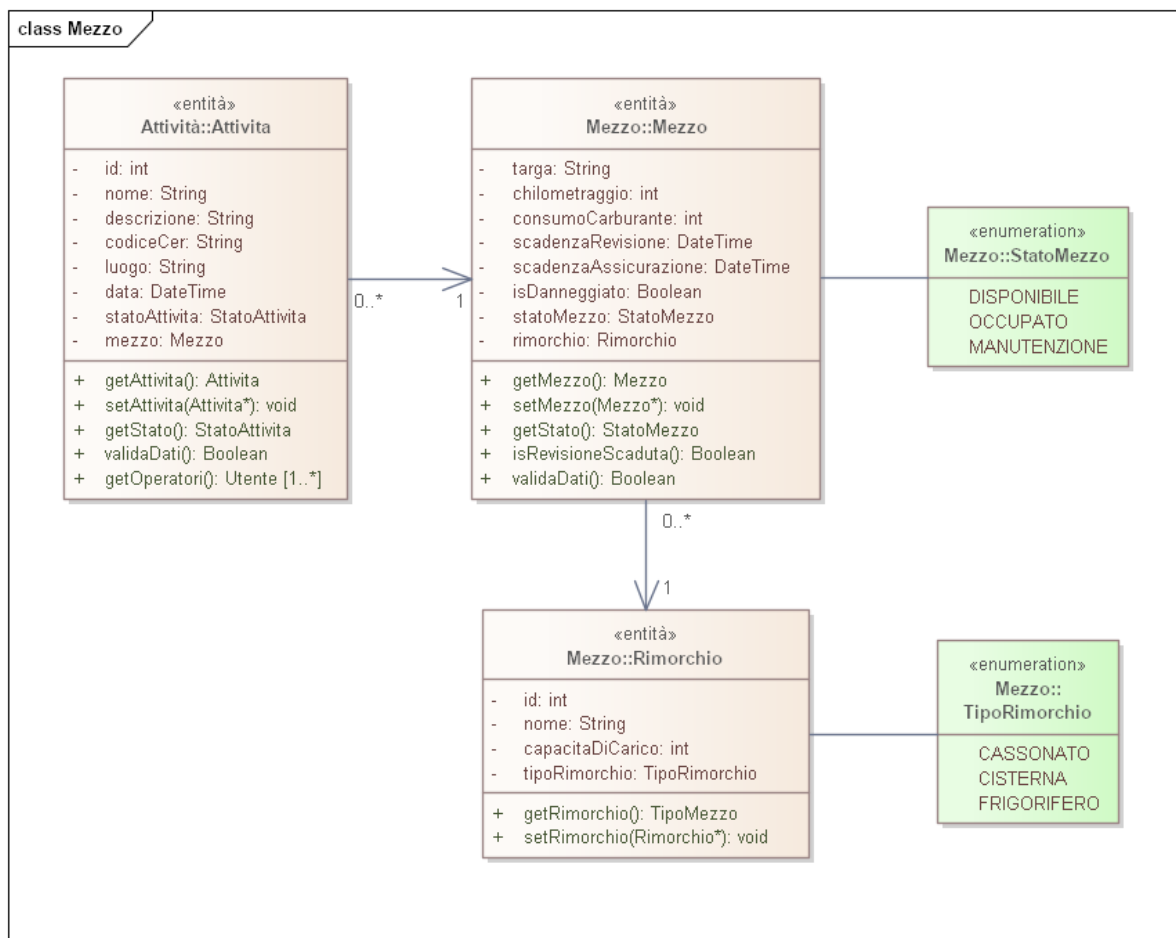 class Mezzo
«entità»
Attività::Attivita
- id: int
- nome: String
- descrizione: String
- codiceCer: String
- luogo: String
- data: DateTime
- statoAttivita: StatoAttivita
- mezzo: Mezzo
+ getAttivita(): Attivita
+ setAttivita(Attivita*): void
+ getStato(): StatoAttivita
+ validaDati(): Boolean
+ getOperatori(): Utente [1..*]
0..*
1
«entità»
Mezzo::Mezzo
- targa: String
- chilometraggio: int
- consumoCarburante: int
- scadenzaRevisione: DateTime
- scadenzaAssicurazione: DateTime
- isDanneggiato: Boolean
- statoMezzo: StatoMezzo
- rimorchio: Rimorchio
+ getMezzo(): Mezzo
+ setMezzo(Mezzo*): void
+ getStato(): StatoMezzo
+ isRevisioneScaduta(): Boolean
+ validaDati(): Boolean
«enumeration»
Mezzo::StatoMezzo
DISPONIBILE
OCCUPATO
MANUTENZIONE
0..*
1
«entità»
Mezzo::Rimorchio
- id: int
- nome: String
- capacitaDiCarico: int
- tipoRimorchio: TipoRimorchio
+ getRimorchio(): TipoMezzo
+ setRimorchio(Rimorchio*): void
«enumeration»
Mezzo::
TipoRimorchio
CASSONATO
CISTERNA
FRIGORIFERO